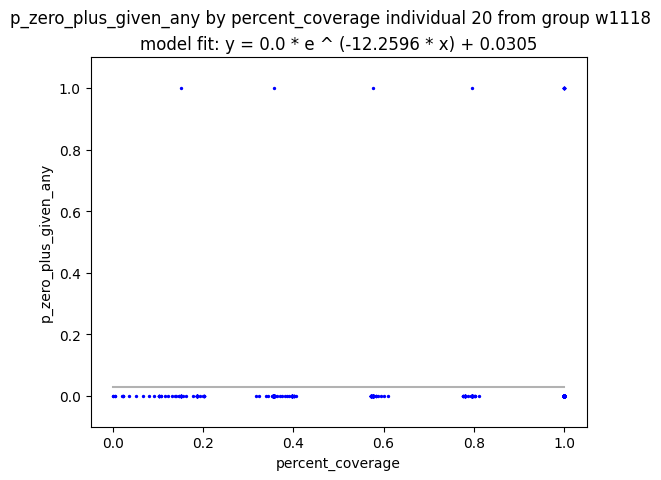 p_zero_plus_given_any by percent_coverage individual 20 from group w1118
model fit: y = 0.0 * e ^ (-12.2596 * x) + 0.0305
1.0
0.8
0.6
0.4
0.2
0.0
p_zero_plus_given_any
0.0 0.2 0.4 0.6 0.8 1.0
percent_coverage